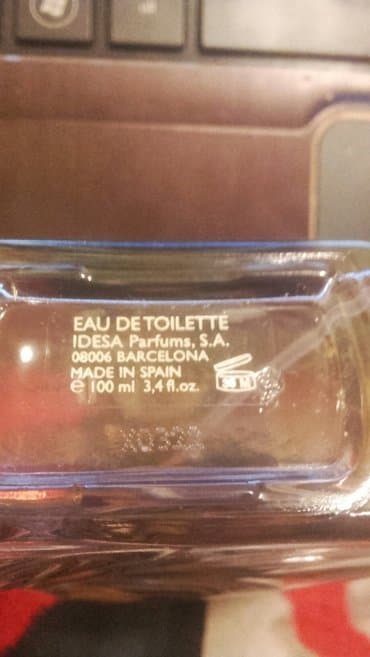 EAU DE TOILETTE
IDESA Parfums, S.A.
08006 BARCELONA
MADE IN SPAIN
e 100 ml 3,4 fl.oz.